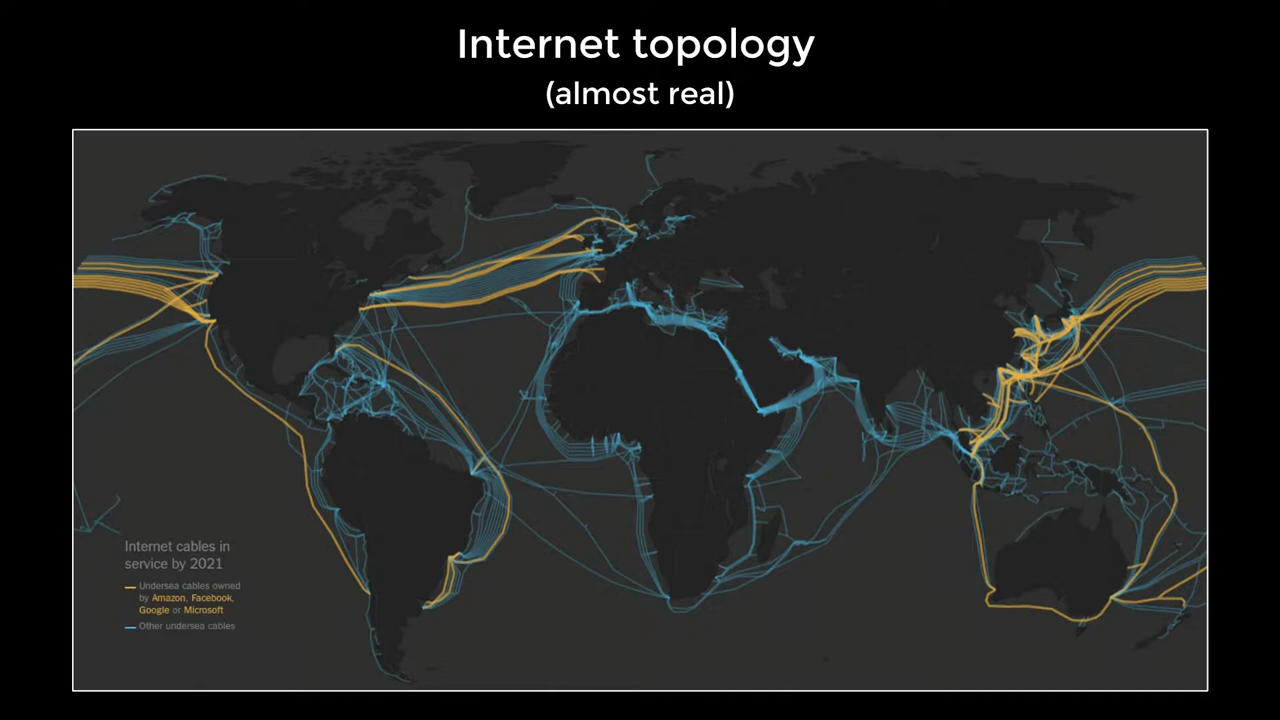 Internet topology
(almost real)
Internet cables in
service by 2021
Undersea cables owned
by Amazon, Facebook,
Google or Microsoft
Other undersea cables